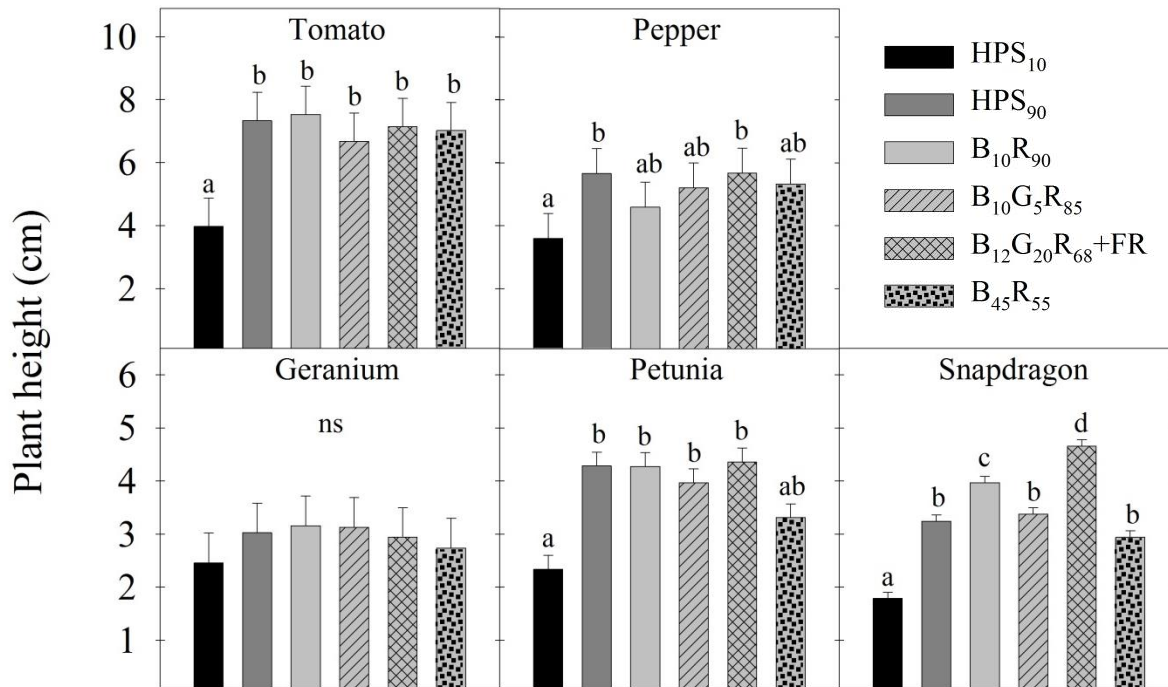 Plant height (cm)
10
8
6
4
2
Tomato
a
b
b
b
b
b
Pepper
a
b
ab
ab
b
ab
HPS₁₀
HPS₉₀
B₁₀R₉₀
B₁₀G₅R₈₅
B₁₂G₂₀R₆₈+FR
B₄₅R₅₅
6
5
4
3
2
1
Geranium
ns
Petunia
a
b
b
b
b
ab
Snapdragon
a
b
c
b
d
b